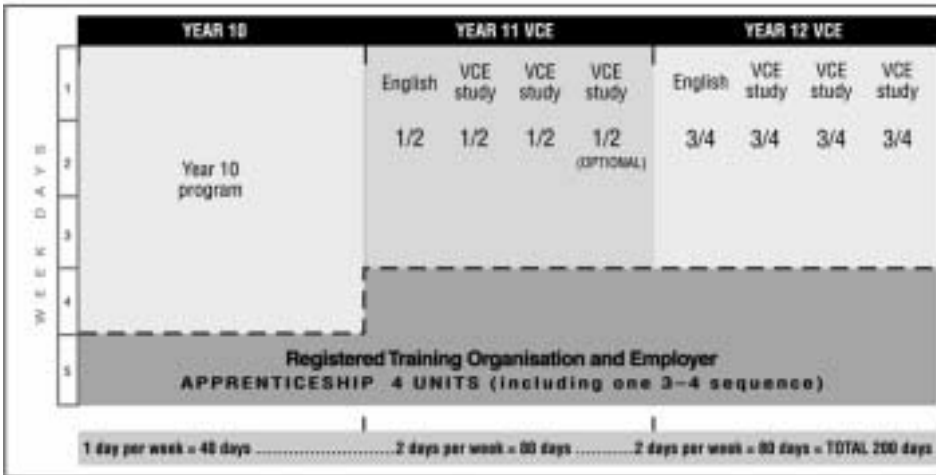 YEAR 10 YEAR 11 VCE YEAR 12 VCE
WEEK DAYS
1
2
3
4
5
Year 10
program
English VCE study VCE study VCE study
1/2 1/2 1/2 1/2
(OPTIONAL)
English VCE study VCE study VCE study
3/4 3/4 3/4 3/4
Registered Training Organisation and Employer
APPRENTICESHIP 4 UNITS (including one 3–4 sequence)
1 day per week = 40 days ........................ 2 days per week = 80 days ............ 2 days per week = 80 days = TOTAL 200 days